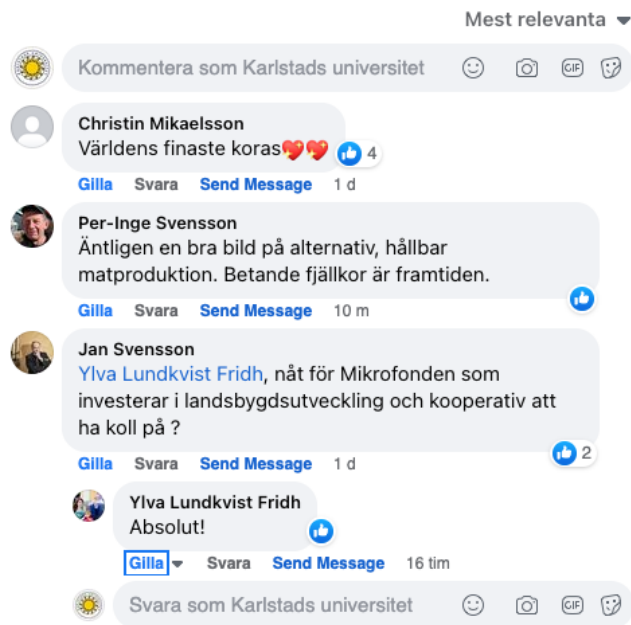 Mest relevanta
Kommentera som Karlstads universitet
GIF
Christin Mikaelsson
Världens finaste koras💖💖
4
Gilla Svara Send Message 1 d
Per-Inge Svensson
Äntligen en bra bild på alternativ, hållbar
matproduktion. Betande fjällkor är framtiden.
Gilla Svara Send Message 10 m
Jan Svensson
Ylva Lundkvist Fridh, nåt för Mikrofonden som
investerar i landsbygdsutveckling och kooperativ att
ha koll på ?
2
Gilla Svara Send Message 1 d
Ylva Lundkvist Fridh
Absolut!
Gilla Svara Send Message 16 tim
Svara som Karlstads universitet
GIF